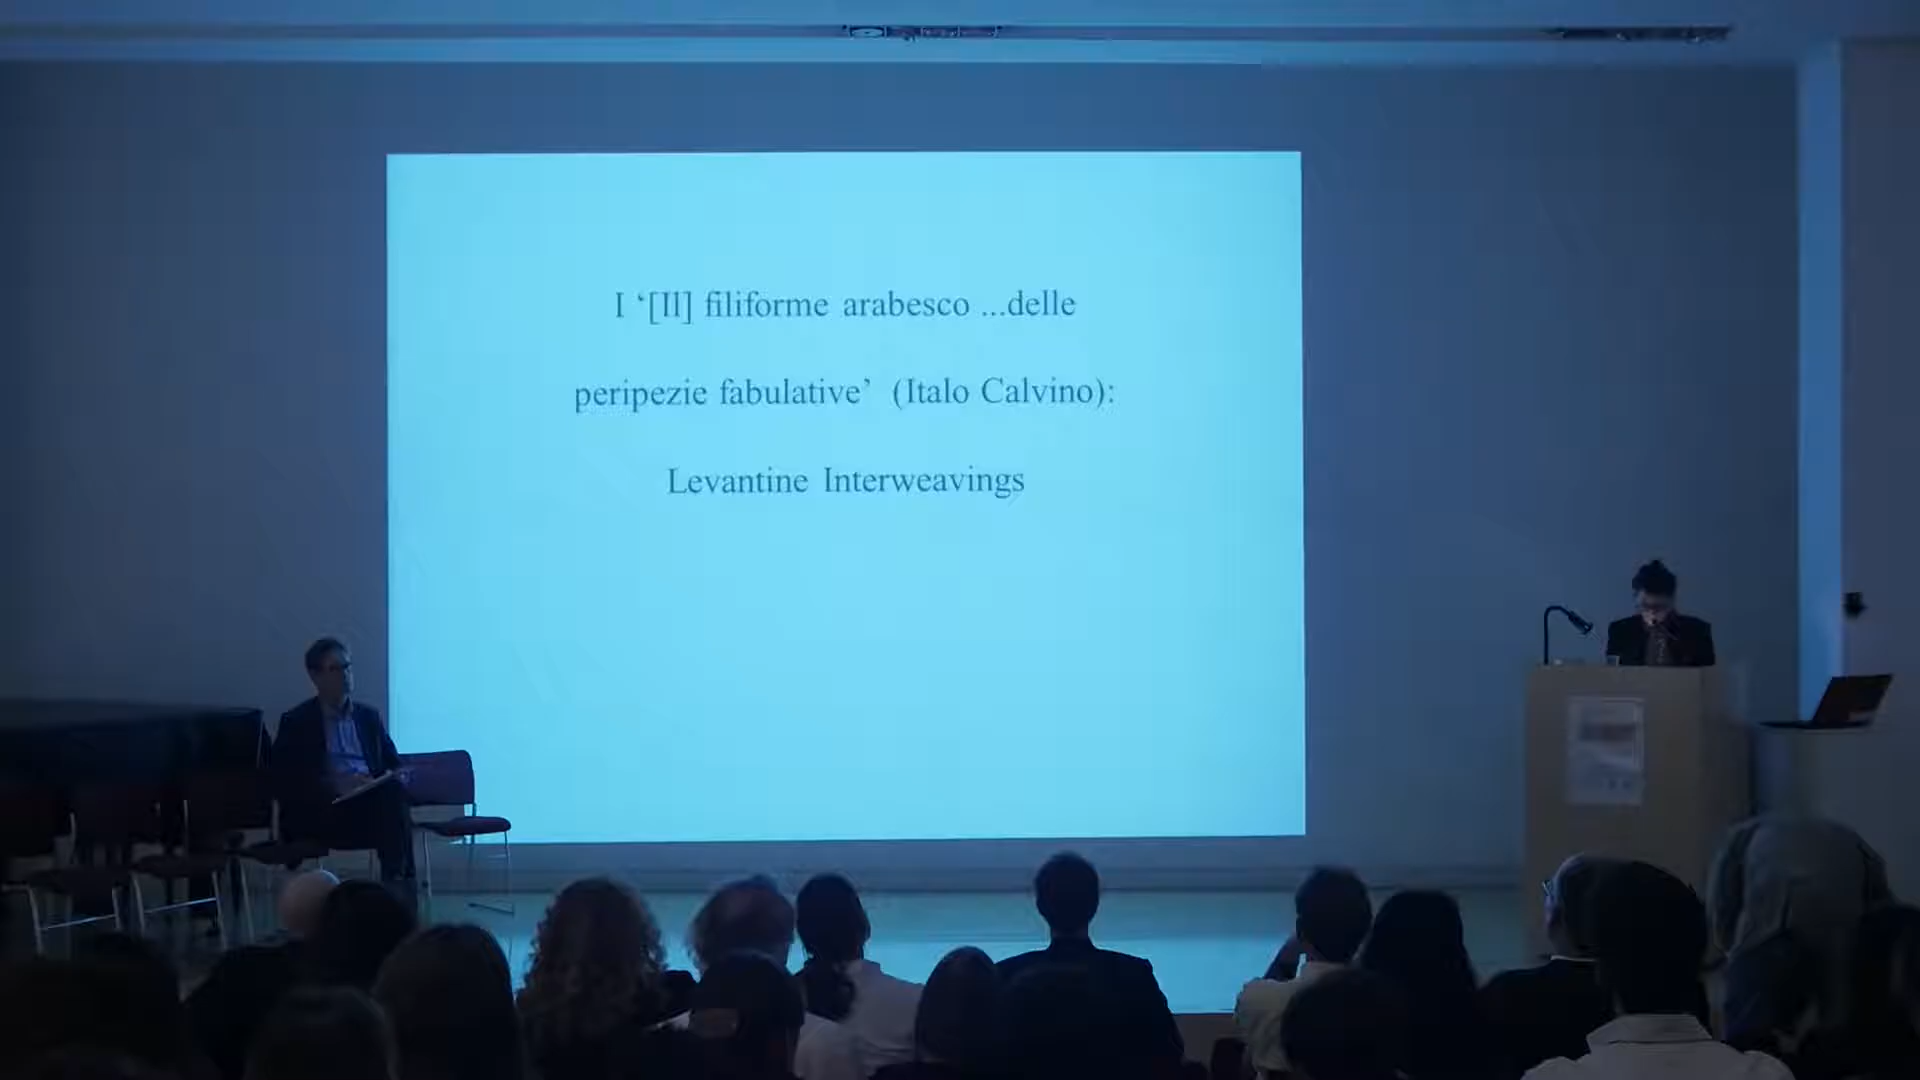 I ‘[Il] filiforme arabesco ...delle
peripezie fabulative’ (Italo Calvino):
Levantine Interweavings